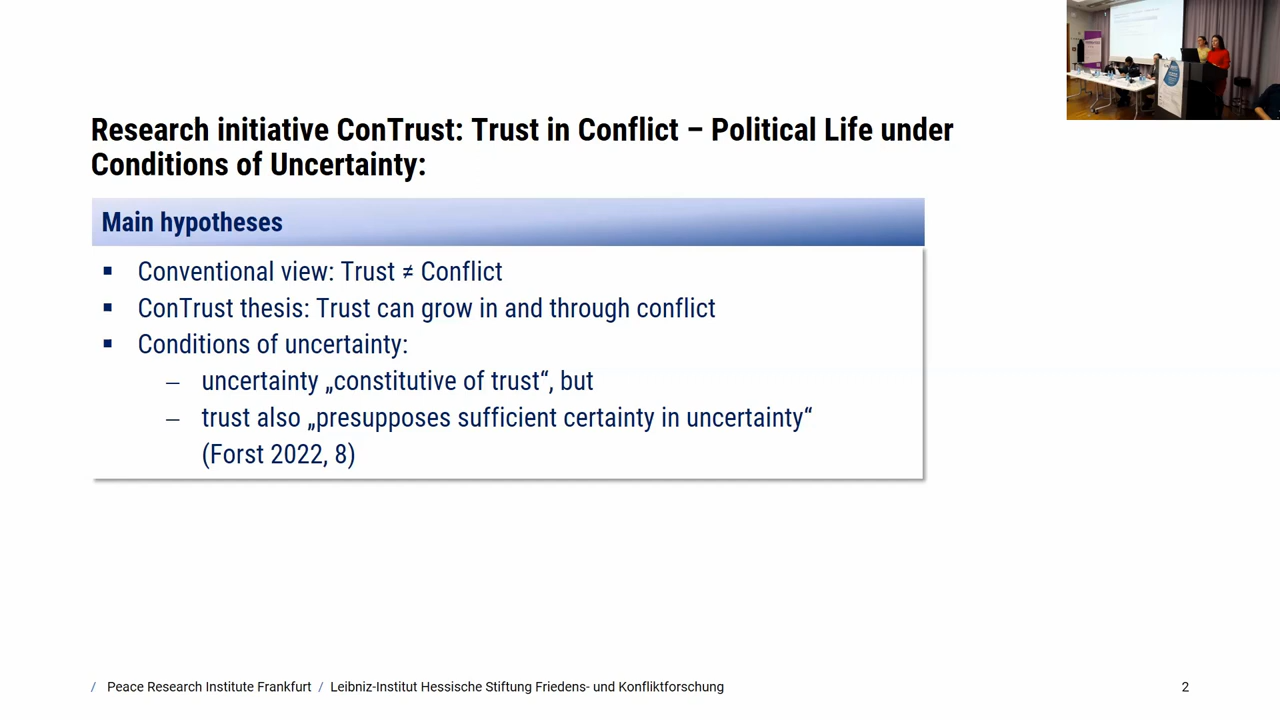 Research initiative ConTrust: Trust in Conflict – Political Life under
Conditions of Uncertainty:
Main hypotheses
▪ Conventional view: Trust ≠ Conflict
▪ ConTrust thesis: Trust can grow in and through conflict
▪ Conditions of uncertainty:
– uncertainty „constitutive of trust“, but
– trust also „presupposes sufficient certainty in uncertainty“
(Forst 2022, 8)
/ Peace Research Institute Frankfurt / Leibniz-Institut Hessische Stiftung Friedens- und Konfliktforschung
2